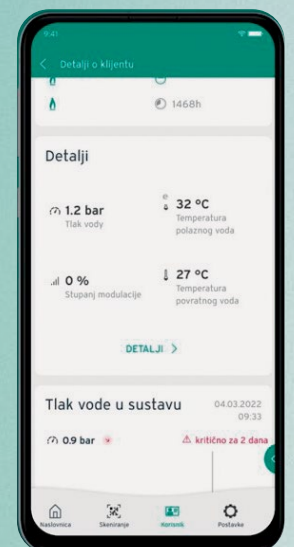 9:41
Detalji o klijentu
1468h
Detalji
1.2 bar
Tlak vody
32 °C
Temperatura
polaznog voda
0 %
Stupanj modulacije
27 °C
Temperatura
povratnog voda
DETALJI >
Tlak vode u sustavu
04.03.2022
09:33
0.9 bar
kritično za 2 dana
Naslovnica
Skeniranje
Korisnik
Postavke